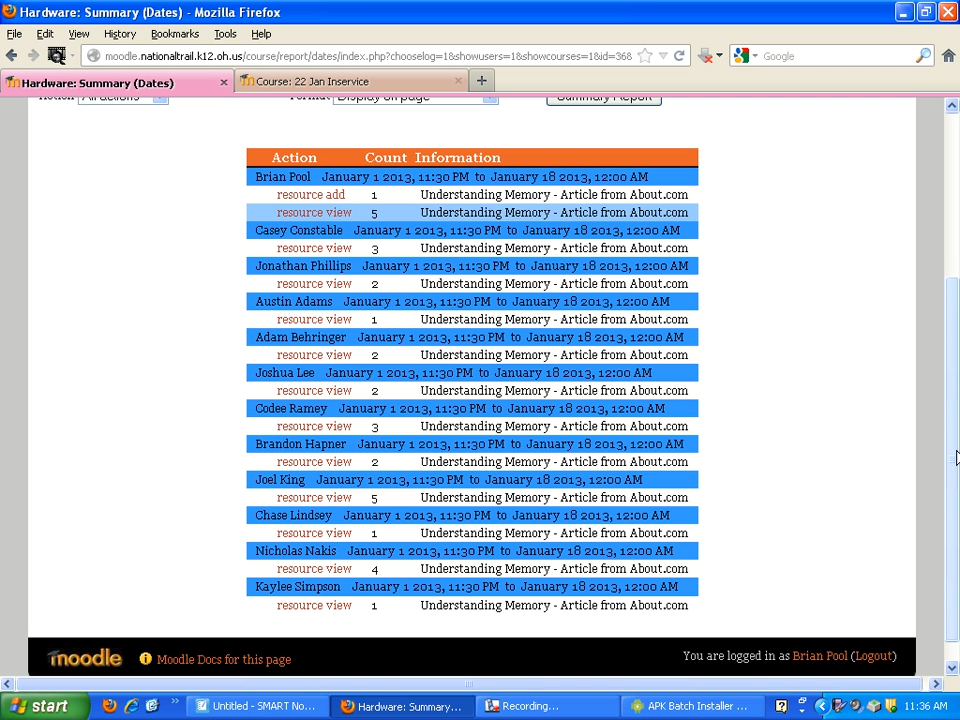 Hardware: Summary (Dates) - Mozilla Firefox
File Edit View History Bookmarks Tools Help
moodle.nationaltrail.k12.oh.us/course/report/dates/index.php?chooselog=1&showusers=1&showcourses=1&id=368
Google
Hardware: Summary (Dates) × Course: 22 Jan Inservice × +
Action All actions Format Display on page Summary Report
Action Count Information
Brian Pool January 1 2013, 11:30 PM to January 18 2013, 12:00 AM
resource add 1 Understanding Memory - Article from About.com
resource view 5 Understanding Memory - Article from About.com
Casey Constable January 1 2013, 11:30 PM to January 18 2013, 12:00 AM
resource view 3 Understanding Memory - Article from About.com
Jonathan Phillips January 1 2013, 11:30 PM to January 18 2013, 12:00 AM
resource view 2 Understanding Memory - Article from About.com
Austin Adams January 1 2013, 11:30 PM to January 18 2013, 12:00 AM
resource view 1 Understanding Memory - Article from About.com
Adam Behringer January 1 2013, 11:30 PM to January 18 2013, 12:00 AM
resource view 2 Understanding Memory - Article from About.com
Joshua Lee January 1 2013, 11:30 PM to January 18 2013, 12:00 AM
resource view 2 Understanding Memory - Article from About.com
Codee Ramey January 1 2013, 11:30 PM to January 18 2013, 12:00 AM
resource view 3 Understanding Memory - Article from About.com
Brandon Hapner January 1 2013, 11:30 PM to January 18 2013, 12:00 AM
resource view 2 Understanding Memory - Article from About.com
Joel King January 1 2013, 11:30 PM to January 18 2013, 12:00 AM
resource view 5 Understanding Memory - Article from About.com
Chase Lindsey January 1 2013, 11:30 PM to January 18 2013, 12:00 AM
resource view 1 Understanding Memory - Article from About.com
Nicholas Nakis January 1 2013, 11:30 PM to January 18 2013, 12:00 AM
resource view 4 Understanding Memory - Article from About.com
Kaylee Simpson January 1 2013, 11:30 PM to January 18 2013, 12:00 AM
resource view 1 Understanding Memory - Article from About.com
moodle Moodle Docs for this page You are logged in as Brian Pool (Logout)
start Untitled - SMART No... Hardware: Summary... Recording... APK Batch Installer ... 11:36 AM